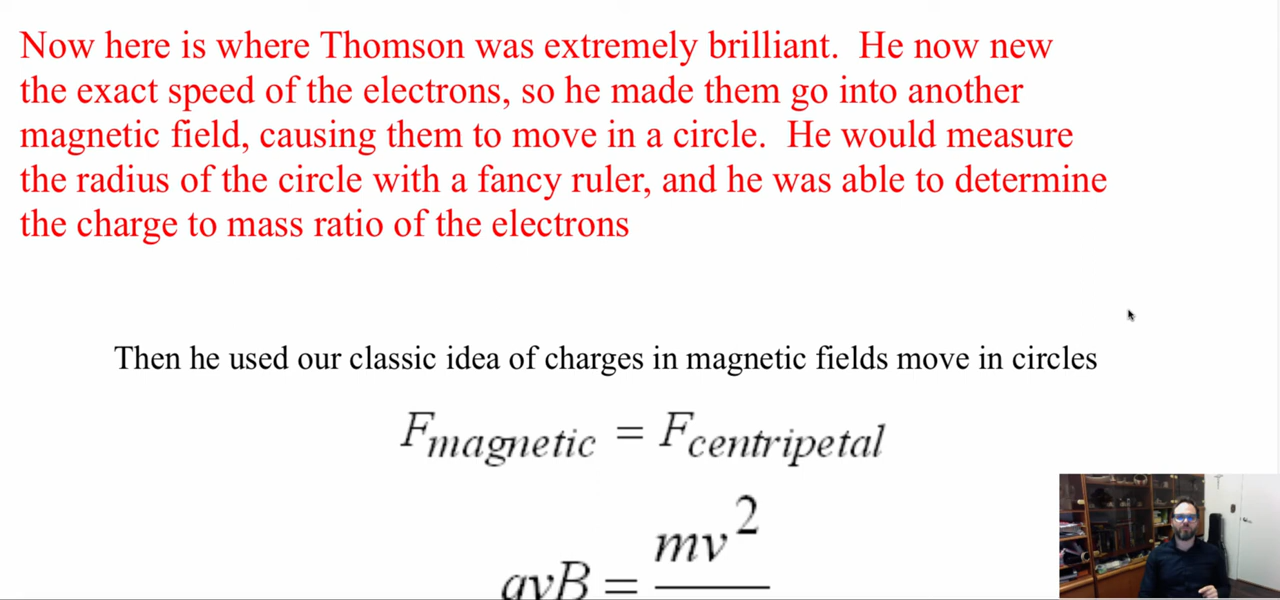 Now here is where Thomson was extremely brilliant.  He now new
the exact speed of the electrons, so he made them go into another
magnetic field, causing them to move in a circle.  He would measure
the radius of the circle with a fancy ruler, and he was able to determine
the charge to mass ratio of the electrons
Then he used our classic idea of charges in magnetic fields move in circles
F_magnetic = F_centripetal
qvB = mv²